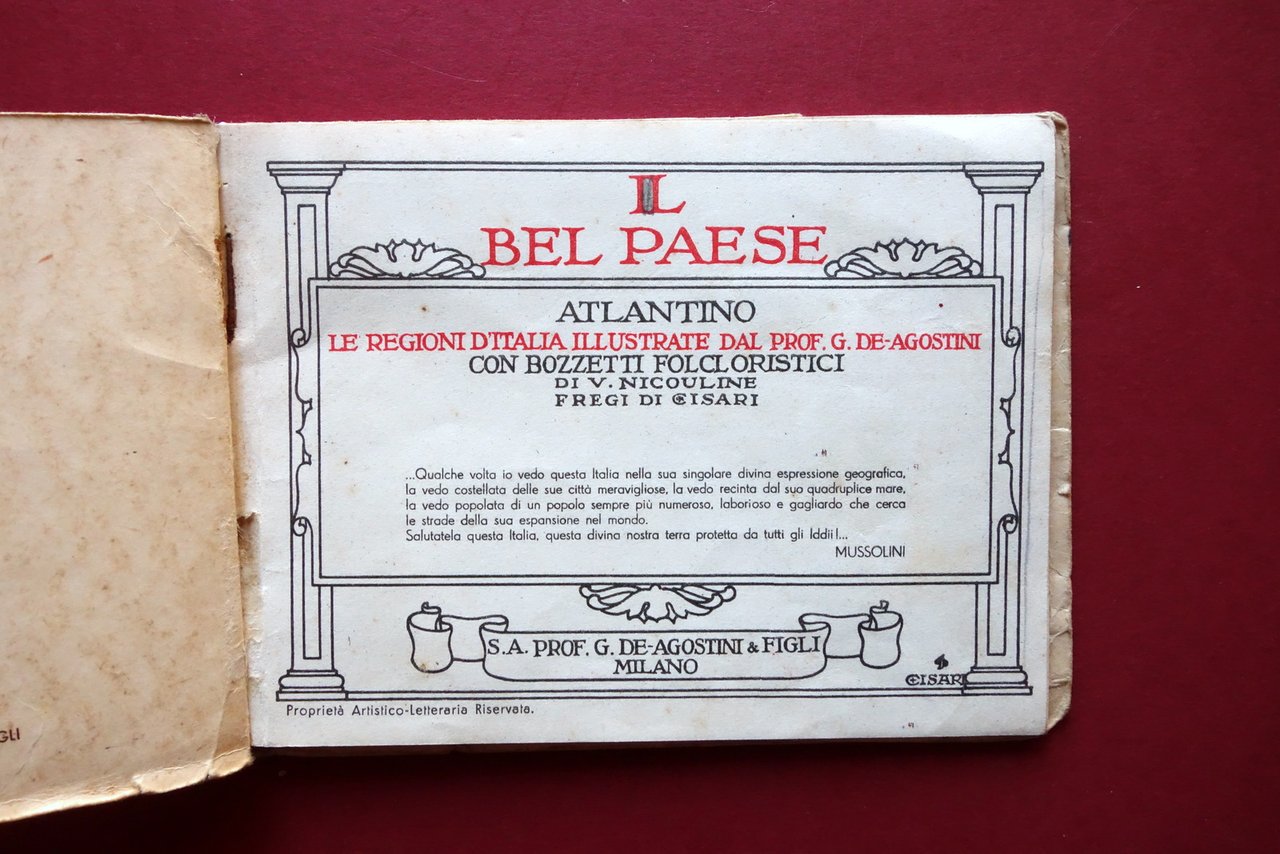 IL
BEL PAESE
ATLANTINO
LE REGIONI D'ITALIA ILLUSTRATE DAL PROF. G. DE-AGOSTINI
CON BOZZETTI FOLCLORISTICI
DI V. NICOULINE
FREGI DI CISARI
...Qualche volta io vedo questa Italia nella sua singolare divina espressione geografica,
la vedo costellata delle sue città meravigliose, la vedo recinta dal suo quadruplice mare,
la vedo popolata di un popolo sempre più numeroso, laborioso e gagliardo che cerca
le strade della sua espansione nel mondo.
Salutatela questa Italia, questa divina nostra terra protetta da tutti gli Iddii!...
MUSSOLINI
S.A. PROF. G. DE-AGOSTINI & FIGLI
MILANO
CISARI
Proprietà Artistico-Letteraria Riservata.
GLI